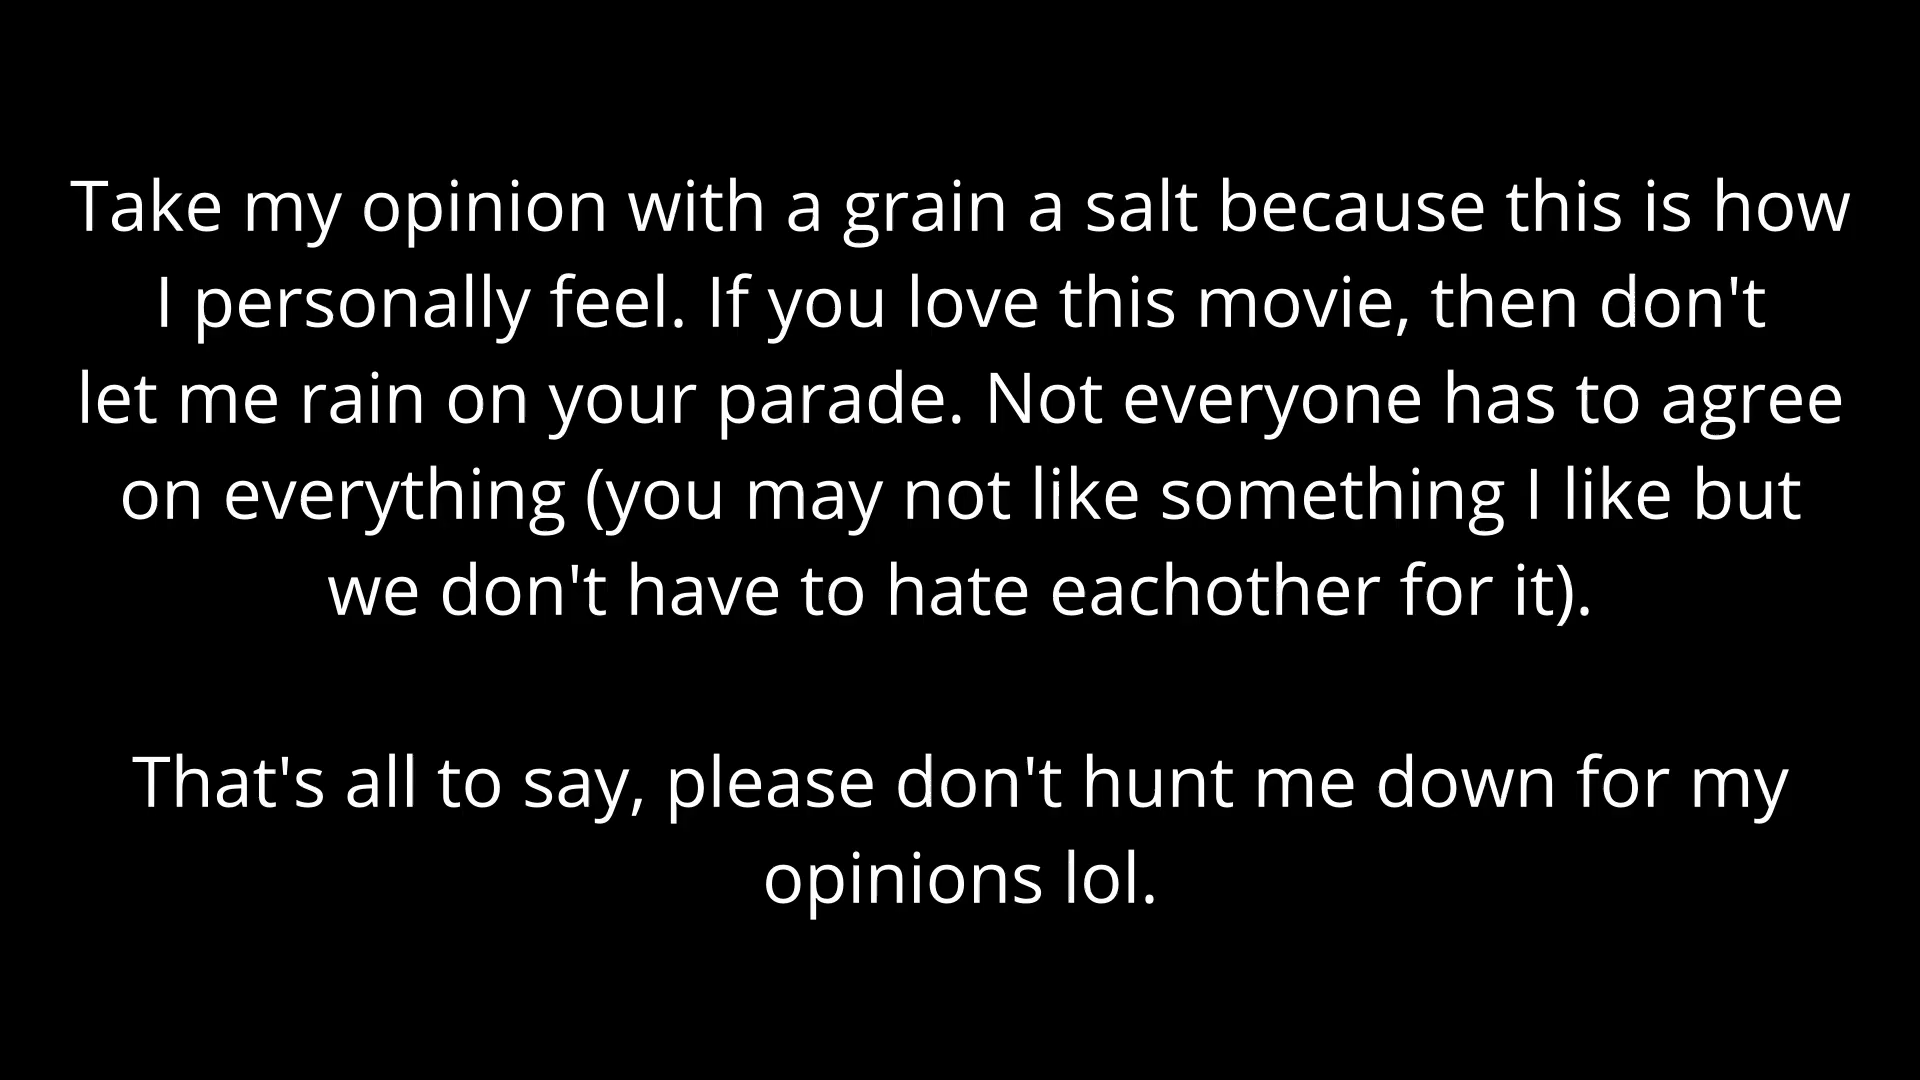 Take my opinion with a grain a salt because this is how
I personally feel. If you love this movie, then don't
let me rain on your parade. Not everyone has to agree
on everything (you may not like something I like but
we don't have to hate eachother for it).
That's all to say, please don't hunt me down for my
opinions lol.